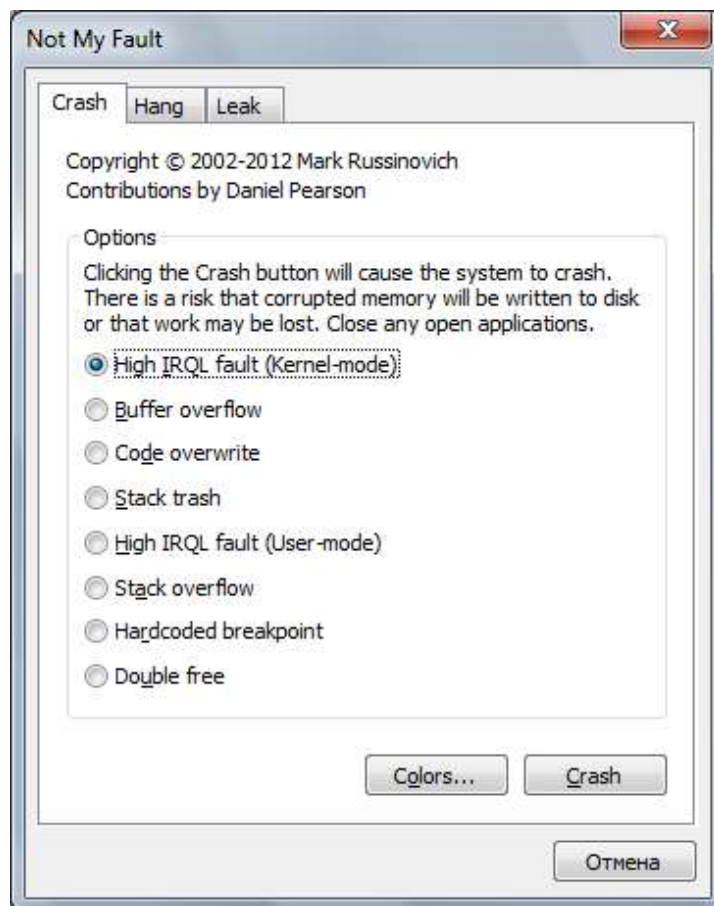 Not My Fault
Crash Hang Leak
Copyright © 2002-2012 Mark Russinovich
Contributions by Daniel Pearson
Options
Clicking the Crash button will cause the system to crash.
There is a risk that corrupted memory will be written to disk
or that work may be lost. Close any open applications.
High IRQL fault (Kernel-mode)
Buffer overflow
Code overwrite
Stack trash
High IRQL fault (User-mode)
Stack overflow
Hardcoded breakpoint
Double free
Colors... Crash
Отмена